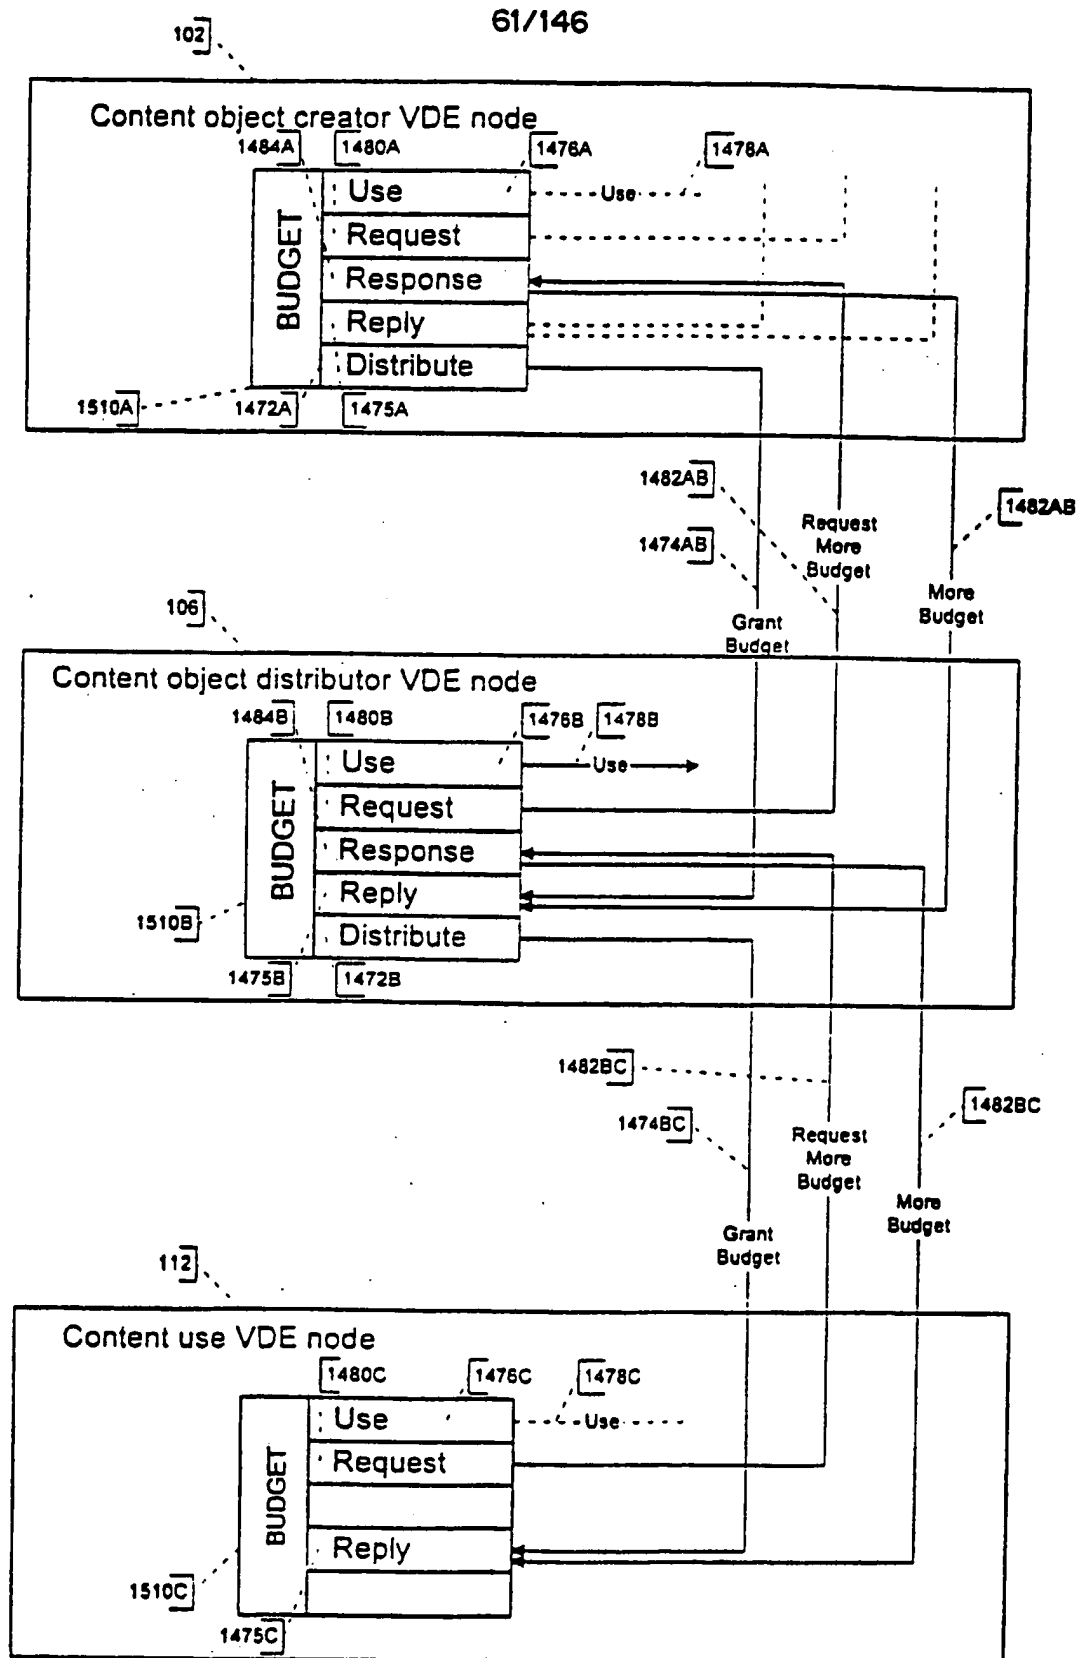 61/146
102
Content object creator VDE node
1484A
1480A
1476A
1478A
BUDGET
Use
Use
Request
Response
Reply
Distribute
1510A
1472A
1475A
1482AB
1482AB
1474AB
Request
More
Budget
More
Budget
Grant
Budget
106
Content object distributor VDE node
1484B
1480B
1476B
1478B
BUDGET
Use
Use
Request
Response
Reply
Distribute
1510B
1475B
1472B
1482BC
1482BC
1474BC
Request
More
Budget
More
Budget
Grant
Budget
112
Content use VDE node
1480C
1476C
1478C
BUDGET
Use
Use
Request
Reply
1510C
1475C